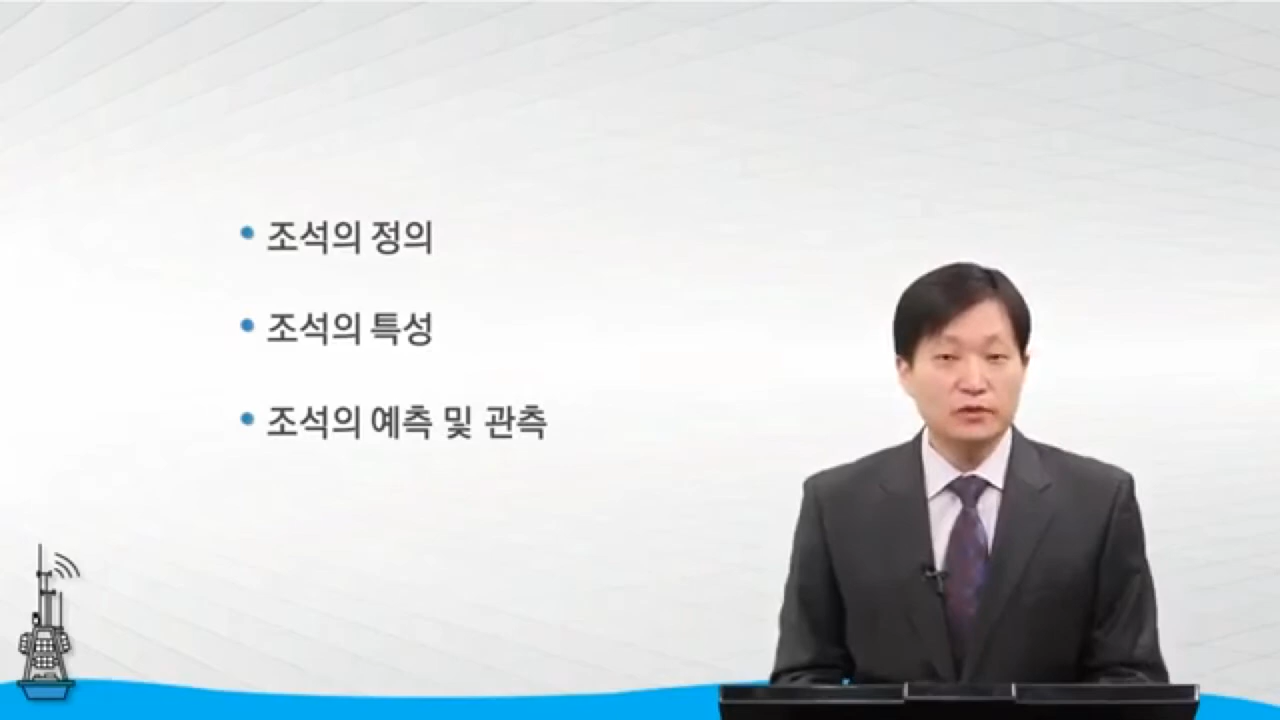 • 조석의 정의
• 조석의 특성
• 조석의 예측 및 관측